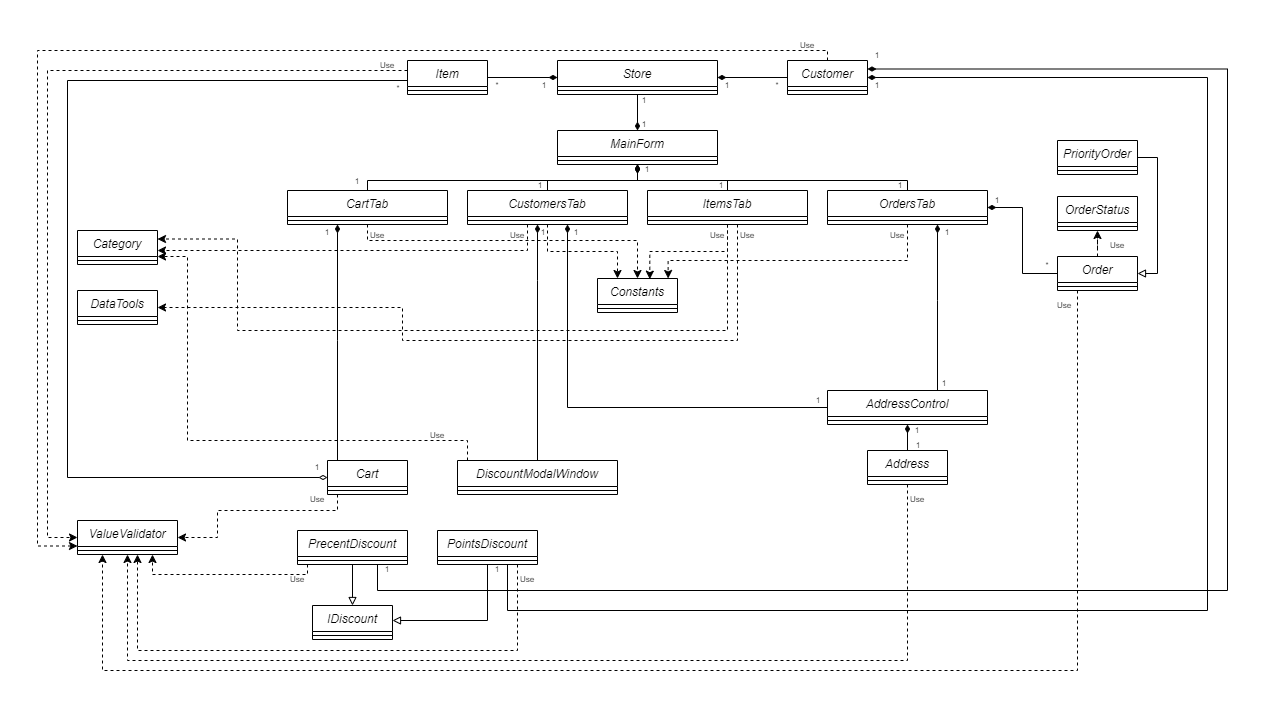 Use
1
Use
Item
Store
Customer
*
*
1
1
*
1
1
1
MainForm
1
PriorityOrder
1
1
1
1
CartTab
CustomersTab
ItemsTab
OrdersTab
1
OrderStatus
1
Use
Use
1
1
Use
Use
Use
1
Category
Use
*
Order
Constants
DataTools
Use
1
1
AddressControl
1
Use
1
Address
1
Cart
DiscountModalWindow
Use
Use
ValueValidator
PrecentDiscount
PointsDiscount
1
1
Use
Use
IDiscount